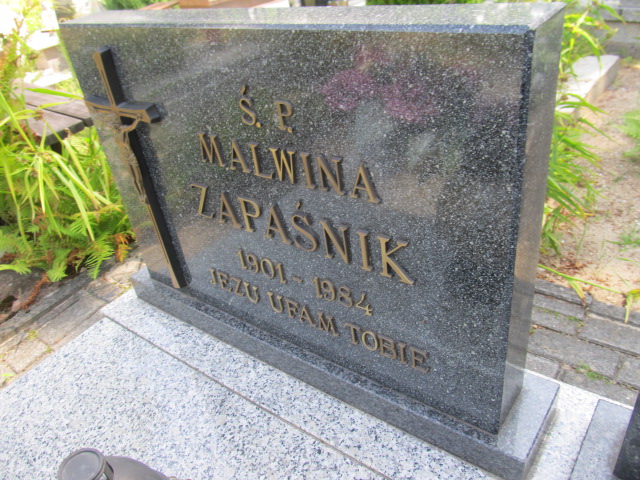 Ś. P.
MALWINA
ZAPAŚNIK
1901-1984
JEZU UFAM TOBIE